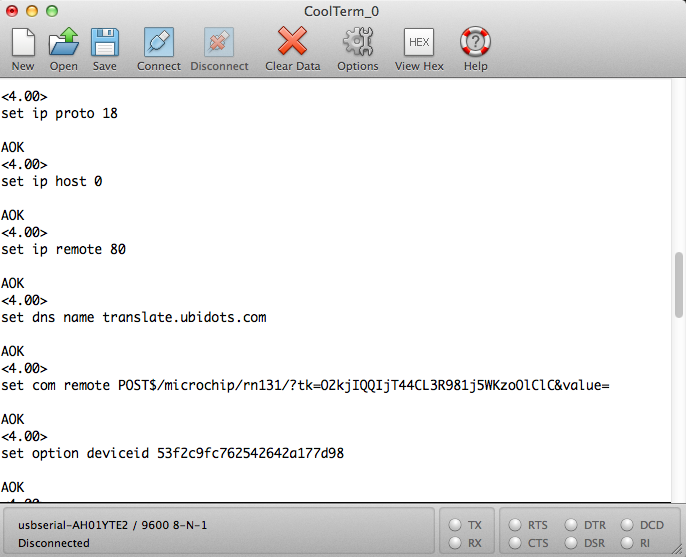 CoolTerm_0
New Open Save Connect Disconnect Clear Data Options HEX View Hex ? Help
<4.00>
set ip proto 18
AOK
<4.00>
set ip host 0
AOK
<4.00>
set ip remote 80
AOK
<4.00>
set dns name translate.ubidots.com
AOK
<4.00>
set com remote POST$/microchip/rn131/?tk=O2kjIQQIjT44CL3R981j5WKzoOlClC&value=
AOK
<4.00>
set option deviceid 53f2c9fc762542642a177d98
AOK
usbserial-AH01YTE2 / 9600 8-N-1
Disconnected
TX RTS DTR DCD
RX CTS DSR RI